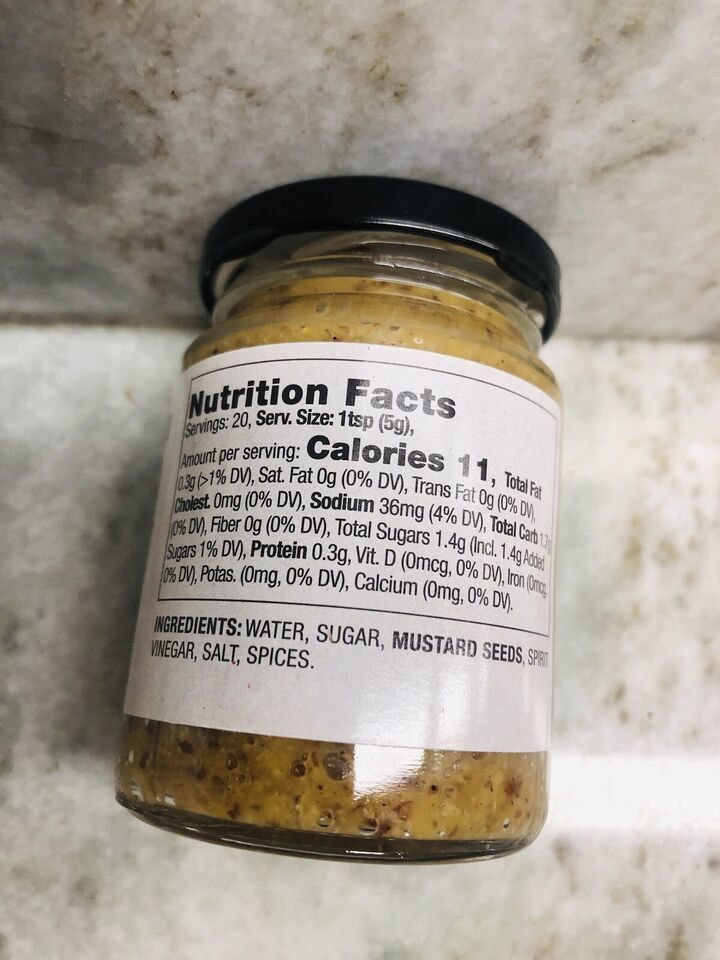 Nutrition Facts
Servings: 20, Serv. Size: 1tsp (5g),
Amount per serving: Calories 11, Total Fat
0.3g (>1% DV), Sat. Fat 0g (0% DV), Trans Fat 0g (0% DV),
Cholest. 0mg (0% DV), Sodium 36mg (4% DV), Total Carb 1.7g
(0% DV), Fiber 0g (0% DV), Total Sugars 1.4g (Incl. 1.4g Added
Sugars 1% DV), Protein 0.3g, Vit. D (0mcg, 0% DV), Iron (0mcg,
0% DV), Potas. (0mg, 0% DV), Calcium (0mg, 0% DV).
INGREDIENTS: WATER, SUGAR, MUSTARD SEEDS, SPIRIT
VINEGAR, SALT, SPICES.